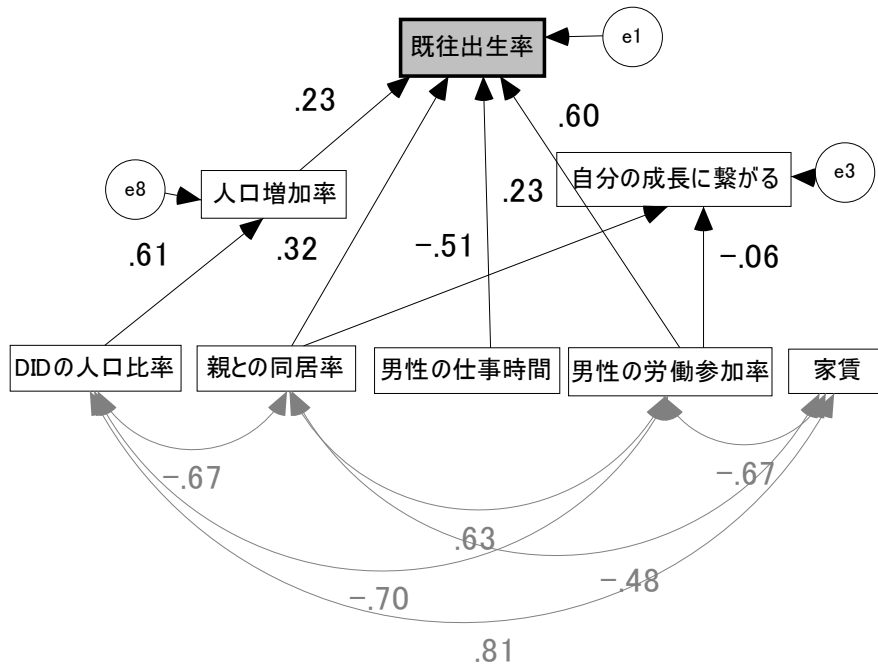 既往出生率
e1
.23
.60
e8
人口増加率
自分の成長に繋がる
e3
.23
.61
.32
−.51
−.06
DIDの人口比率
親との同居率
男性の仕事時間
男性の労働参加率
家賃
−.67
−.67
.63
−.48
−.70
.81